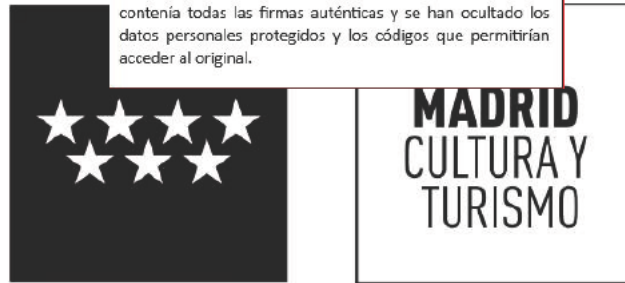 contenía todas las firmas auténticas y se han ocultado los
datos personales protegidos y los códigos que permitirían
acceder al original.
MADRID
CULTURA Y
TURISMO